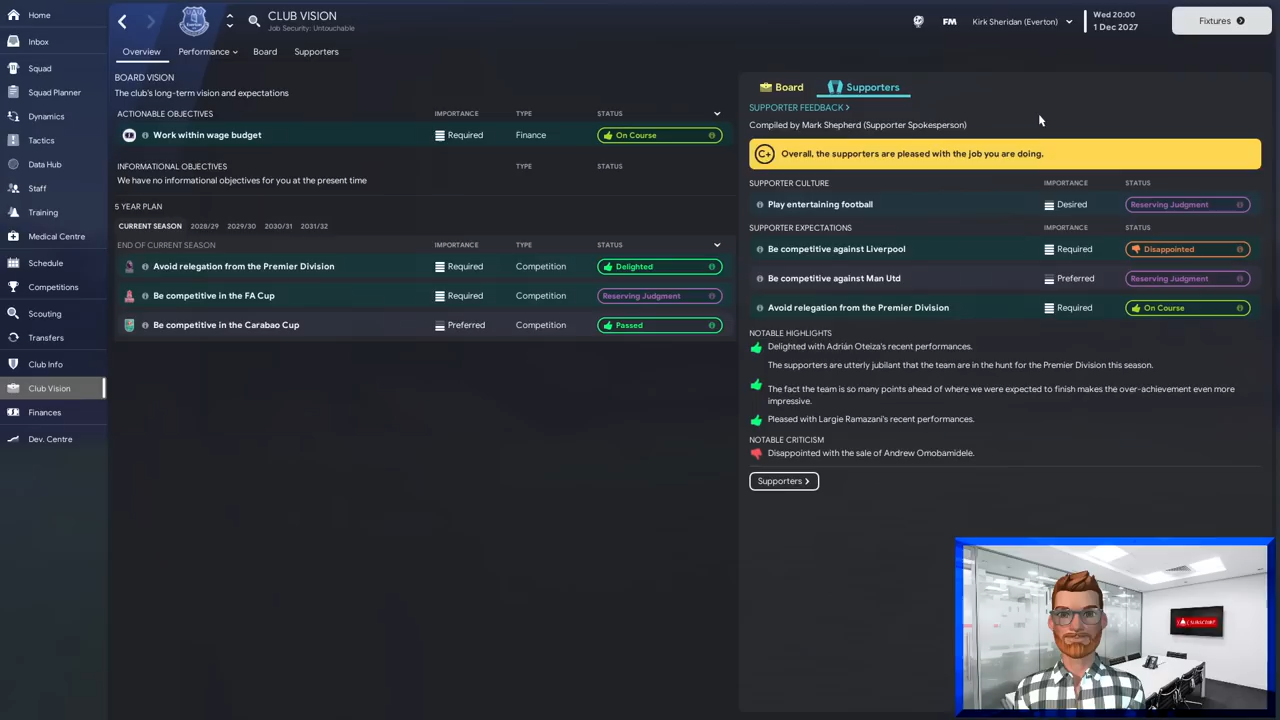 Home
Inbox
Squad
Squad Planner
Dynamics
Tactics
Data Hub
Staff
Training
Medical Centre
Schedule
Competitions
Scouting
Transfers
Club Info
Club Vision
Finances
Dev. Centre
CLUB VISION
Job Security: Untouchable
FM
Kirk Sheridan (Everton)
Wed 20:00
1 Dec 2027
Fixtures
Overview Performance Board Supporters
BOARD VISION
The club's long-term vision and expectations
ACTIONABLE OBJECTIVES IMPORTANCE TYPE STATUS
Work within wage budget Required Finance On Course
INFORMATIONAL OBJECTIVES TYPE STATUS
We have no informational objectives for you at the present time
5 YEAR PLAN
CURRENT SEASON 2028/29 2029/30 2030/31 2031/32
END OF CURRENT SEASON IMPORTANCE TYPE STATUS
Avoid relegation from the Premier Division Required Competition Delighted
Be competitive in the FA Cup Required Competition Reserving Judgment
Be competitive in the Carabao Cup Preferred Competition Passed
Board Supporters
SUPPORTER FEEDBACK >
Compiled by Mark Shepherd (Supporter Spokesperson)
C+ Overall, the supporters are pleased with the job you are doing.
SUPPORTER CULTURE IMPORTANCE STATUS
Play entertaining football Desired Reserving Judgment
SUPPORTER EXPECTATIONS IMPORTANCE STATUS
Be competitive against Liverpool Required Disappointed
Be competitive against Man Utd Preferred Reserving Judgment
Avoid relegation from the Premier Division Required On Course
NOTABLE HIGHLIGHTS
Delighted with Adrián Oteiza's recent performances.
The supporters are utterly jubilant that the team are in the hunt for the Premier Division this season.
The fact the team is so many points ahead of where we were expected to finish makes the over-achievement even more
impressive.
Pleased with Largie Ramazani's recent performances.
NOTABLE CRITICISM
Disappointed with the sale of Andrew Omobamidele.
Supporters >